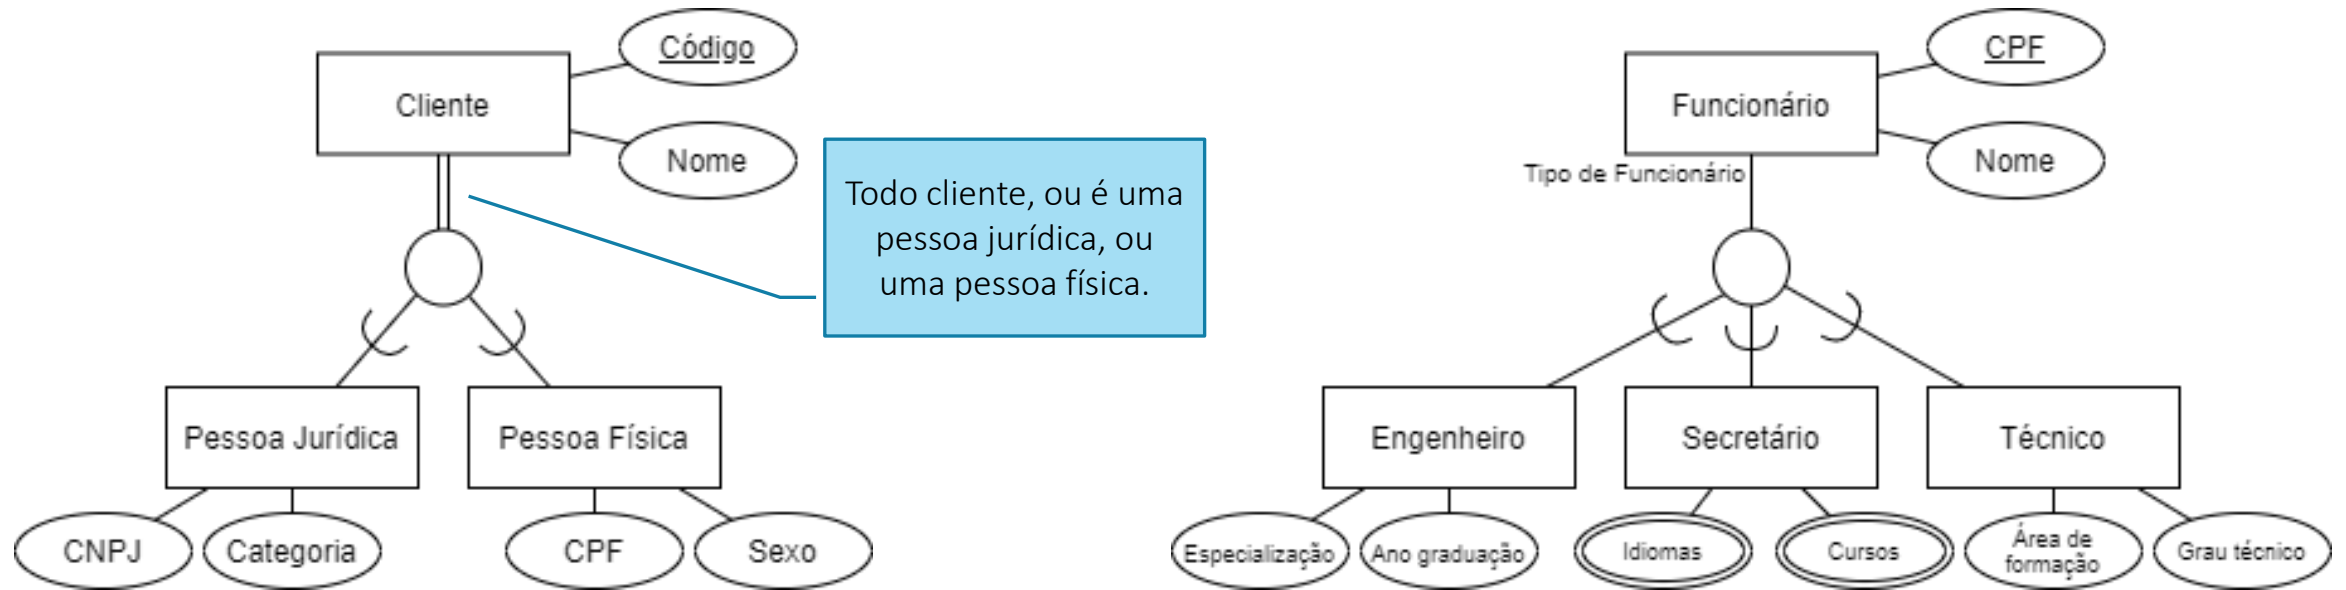 Código
Cliente
Nome
Todo cliente, ou é uma
pessoa jurídica, ou
uma pessoa física.
Pessoa Jurídica
Pessoa Física
CNPJ
Categoria
CPF
Sexo
CPF
Funcionário
Nome
Tipo de Funcionário
Engenheiro
Secretário
Técnico
Especialização
Ano graduação
Idiomas
Cursos
Área de
formação
Grau técnico